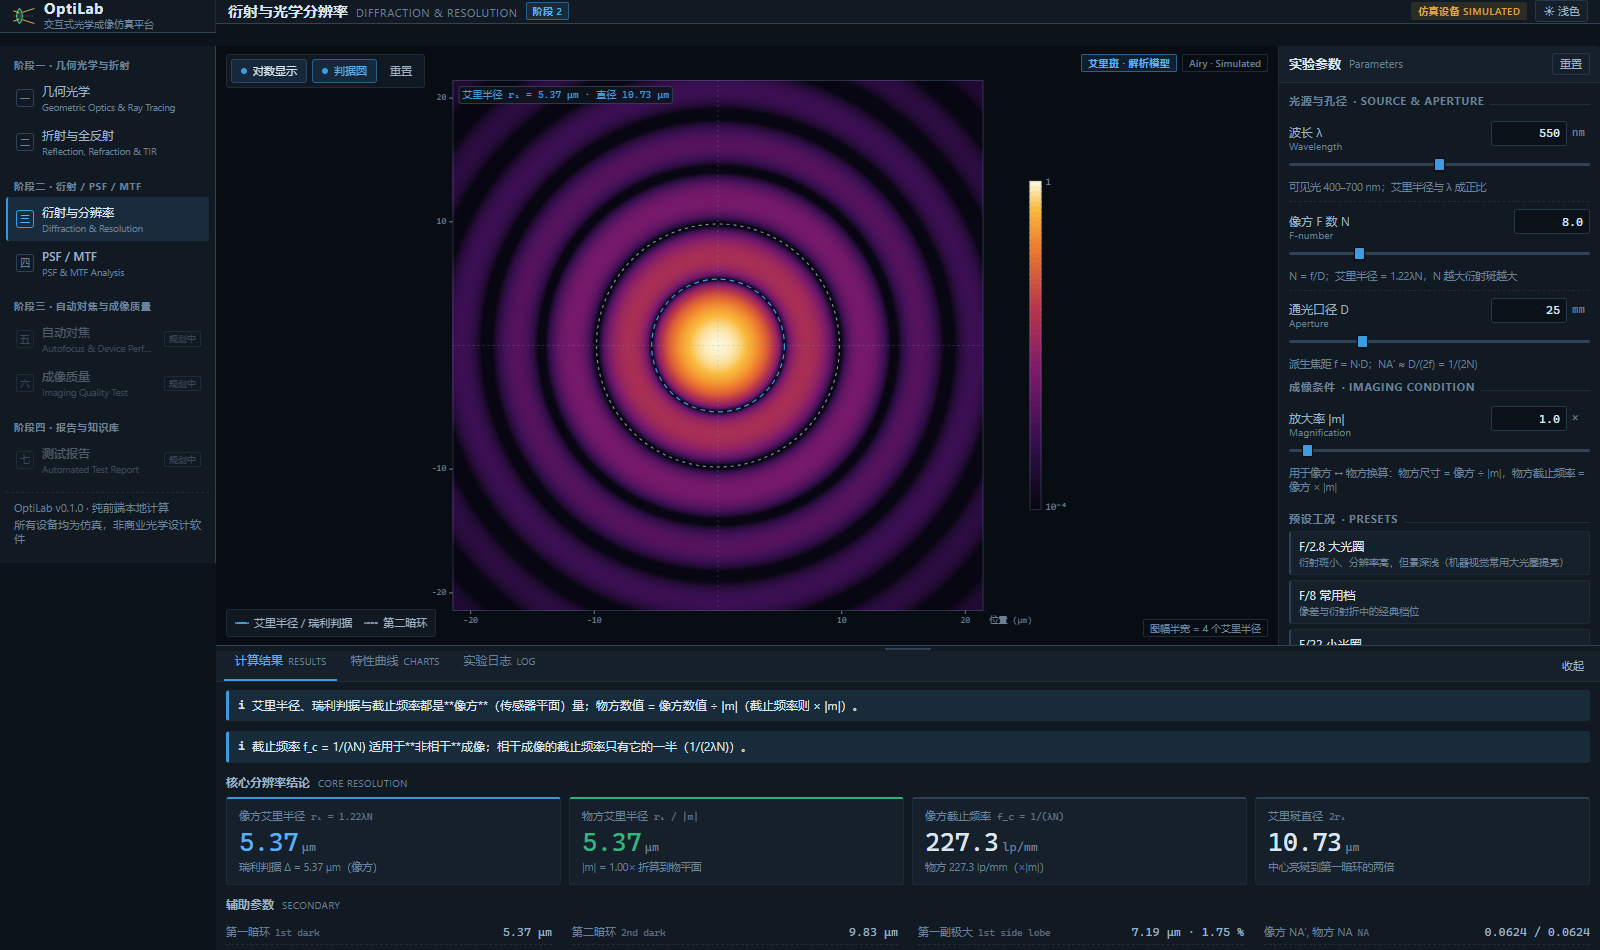 OptiLab
交互式光学成像仿真平台
衍射与光学分辨率 DIFFRACTION & RESOLUTION 阶段 2
仿真设备 SIMULATED
☀ 浅色
阶段一 · 几何光学与折射
一 几何光学
Geometric Optics & Ray Tracing
二 折射与全反射
Reflection, Refraction & TIR
阶段二 · 衍射 / PSF / MTF
三 衍射与分辨率
Diffraction & Resolution
四 PSF / MTF
PSF & MTF Analysis
阶段三 · 自动对焦与成像质量
五 自动对焦 规划中
Autofocus & Device Perf...
六 成像质量 规划中
Imaging Quality Test
阶段四 · 报告与知识库
七 测试报告 规划中
Automated Test Report
OptiLab v0.1.0 · 纯前端本地计算
所有设备均为仿真，非商业光学设计软
件
对数显示 判据圆 重置
艾里斑 · 解析模型 Airy · Simulated
艾里半径 r₁ = 5.37 μm · 直径 10.73 μm
20
10
-10
-20
-20 -10 10 20 位置 (μm)
1
10⁻⁴
艾里半径 / 瑞利判据 第二暗环
图幅半宽 = 4 个艾里半径
实验参数 Parameters 重置
光源与孔径 · SOURCE & APERTURE
波长 λ 550 nm
Wavelength
可见光 400–700 nm；艾里半径与 λ 成正比
像方 F 数 N 8.0
F-number
N = f/D；艾里半径 = 1.22λN，N 越大衍射斑越大
通光口径 D 25 mm
Aperture
派生焦距 f = N·D；NA′ ≈ D/(2f) = 1/(2N)
成像条件 · IMAGING CONDITION
放大率 |m| 1.0 ×
Magnification
用于像方 ↔ 物方换算：物方尺寸 = 像方 ÷ |m|，物方截止频率 =
像方 × |m|
预设工况 · PRESETS
F/2.8 大光圈
衍射斑小、分辨率高，但景深浅（机器视觉常用大光圈提亮）
F/8 常用档
像差与衍射折中的经典档位
F/22 小光圈
计算结果 RESULTS 特性曲线 CHARTS 实验日志 LOG 收起
i 艾里半径、瑞利判据与截止频率都是**像方**（传感器平面）量；物方数值 = 像方数值 ÷ |m|（截止频率则 × |m|）。
i 截止频率 f_c = 1/(λN) 适用于**非相干**成像；相干成像的截止频率只有它的一半（1/(2λN)）。
核心分辨率结论 CORE RESOLUTION
像方艾里半径 r₁ = 1.22λN
5.37 μm
瑞利判据 Δ = 5.37 μm（像方）
物方艾里半径 r₁ / |m|
5.37 μm
|m| = 1.00× 折算到物平面
像方截止频率 f_c = 1/(λN)
227.3 lp/mm
物方 227.3 lp/mm（×|m|）
艾里斑直径 2r₁
10.73 μm
中心亮斑到第一暗环的两倍
辅助参数 SECONDARY
第一暗环 1st dark 5.37 μm
第二暗环 2nd dark 9.83 μm
第一副极大 1st side lobe 7.19 μm · 1.75 %
像方 NA′, 物方 NA NA 0.0624 / 0.0624